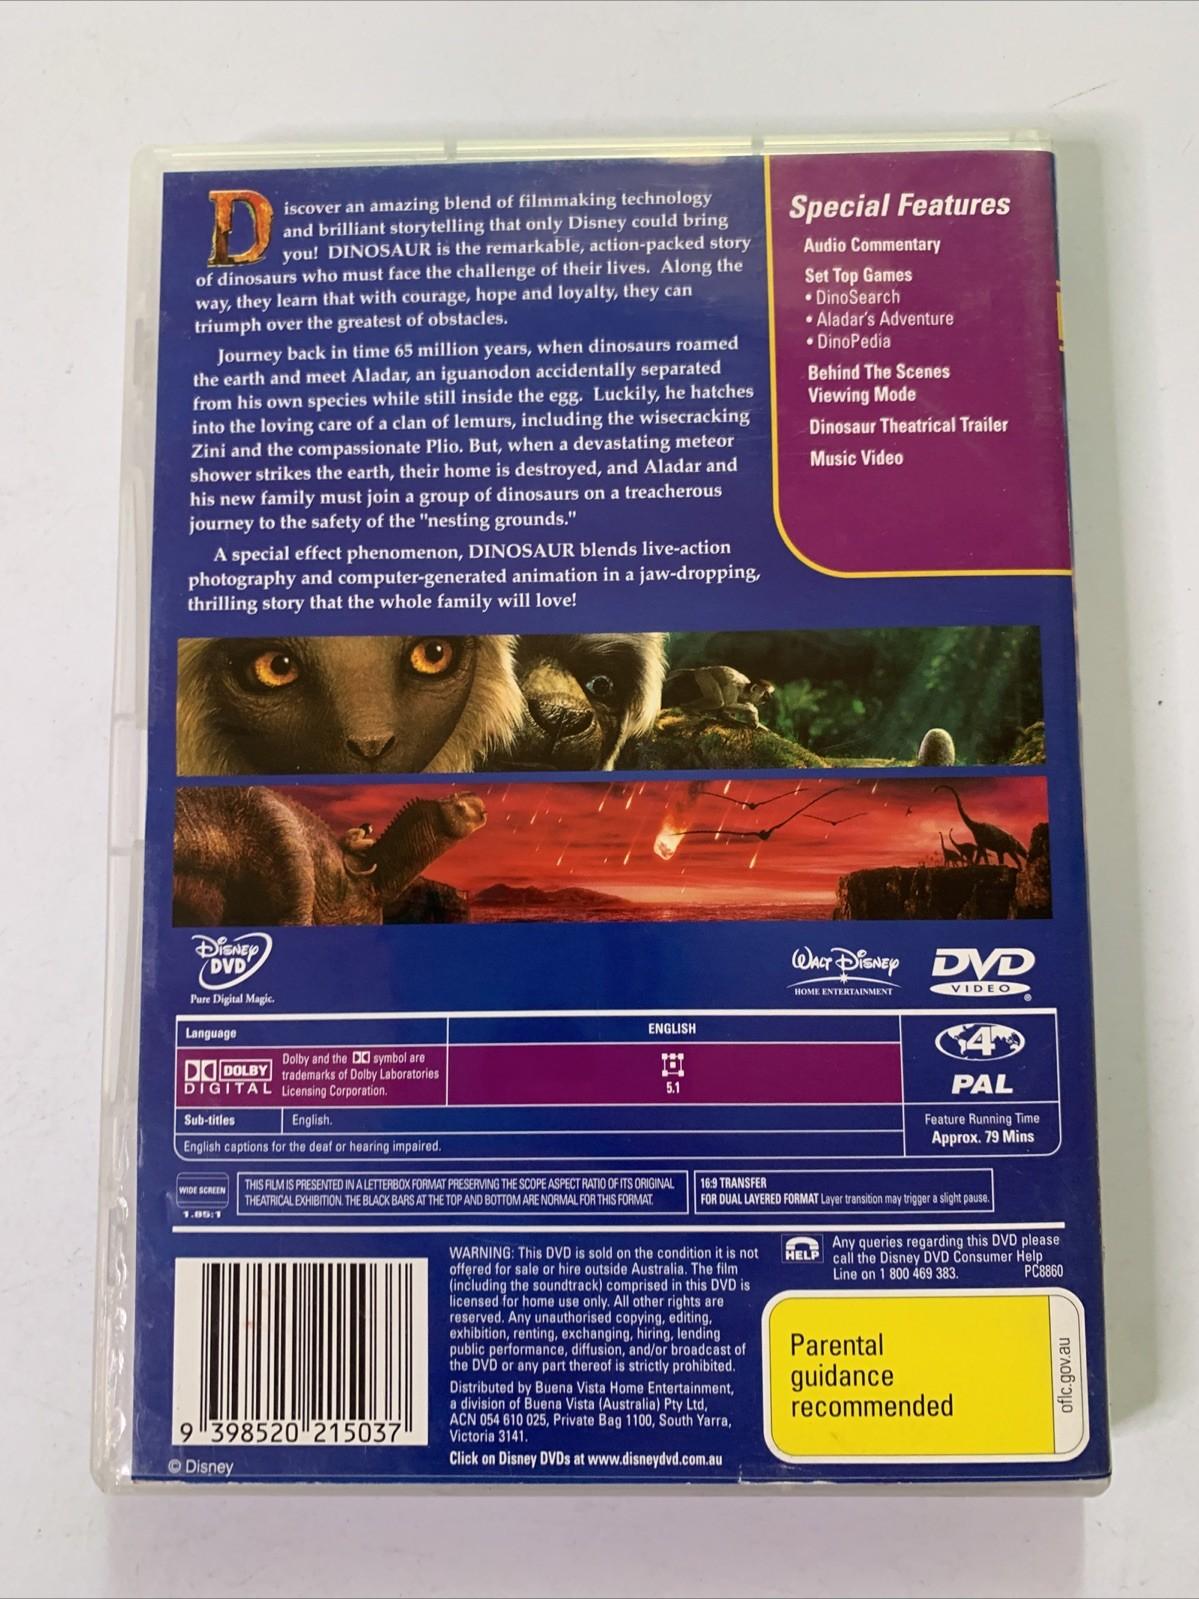 Discover an amazing blend of filmmaking technology
and brilliant storytelling that only Disney could bring
you! DINOSAUR is the remarkable, action-packed story
of dinosaurs who must face the challenge of their lives. Along the
way, they learn that with courage, hope and loyalty, they can
triumph over the greatest of obstacles.
Journey back in time 65 million years, when dinosaurs roamed
the earth and meet Aladar, an iguanodon accidentally separated
from his own species while still inside the egg. Luckily, he hatches
into the loving care of a clan of lemurs, including the wisecracking
Zini and the compassionate Plio. But, when a devastating meteor
shower strikes the earth, their home is destroyed, and Aladar and
his new family must join a group of dinosaurs on a treacherous
journey to the safety of the "nesting grounds."
A special effect phenomenon, DINOSAUR blends live-action
photography and computer-generated animation in a jaw-dropping,
thrilling story that the whole family will love!
Special Features
Audio Commentary
Set Top Games
• DinoSearch
• Aladar's Adventure
• DinoPedia
Behind The Scenes
Viewing Mode
Dinosaur Theatrical Trailer
Music Video
Disney
DVD
Pure Digital Magic.
Walt Disney
HOME ENTERTAINMENT
DVD
VIDEO
®
Language
ENGLISH
DOLBY
DIGITAL
Dolby and the DD symbol are
trademarks of Dolby Laboratories
Licensing Corporation.
5.1
4
PAL
Sub-titles
English.
English captions for the deaf or hearing impaired.
Feature Running Time
Approx. 79 Mins
WIDE SCREEN
1.85:1
THIS FILM IS PRESENTED IN A LETTERBOX FORMAT PRESERVING THE SCOPE ASPECT RATIO OF ITS ORIGINAL
THEATRICAL EXHIBITION. THE BLACK BARS AT THE TOP AND BOTTOM ARE NORMAL FOR THIS FORMAT.
16:9 TRANSFER
FOR DUAL LAYERED FORMAT Layer transition may trigger a slight pause.
9 398520 215037
© Disney
WARNING: This DVD is sold on the condition it is not
offered for sale or hire outside Australia. The film
(including the soundtrack) comprised in this DVD is
licensed for home use only. All other rights are
reserved. Any unauthorised copying, editing,
exhibition, renting, exchanging, hiring, lending
public performance, diffusion, and/or broadcast of
the DVD or any part thereof is strictly prohibited.
Distributed by Buena Vista Home Entertainment,
a division of Buena Vista (Australia) Pty Ltd,
ACN 054 610 025, Private Bag 1100, South Yarra,
Victoria 3141.
Click on Disney DVDs at www.disneydvd.com.au
HELP
Any queries regarding this DVD please
call the Disney DVD Consumer Help
Line on 1 800 469 383.
PC8860
Parental
guidance
recommended
oflc.gov.au